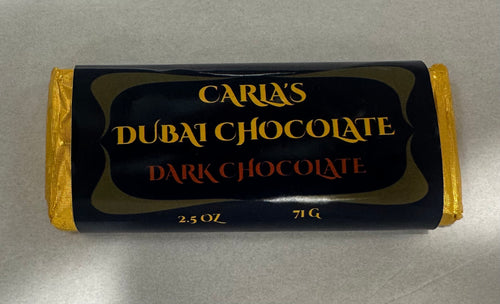 CARLA'S
DUBAI CHOCOLATE
DARK CHOCOLATE
2.5 OZ 71 G